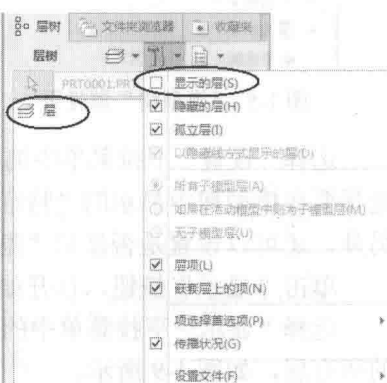 层树 文件夹浏览器 收藏夹
层树
PRT0001.PR
层
显示的层(S)
隐藏的层(H)
孤立层(I)
以隐藏线方式显示的层(D)
所有子模型层(A)
如果在活动模型中则为子模型层(M)
无子模型层(U)
层项(L)
嵌套层上的项(N)
项选择首选项(P)
传播状况(G)
设置文件(F)